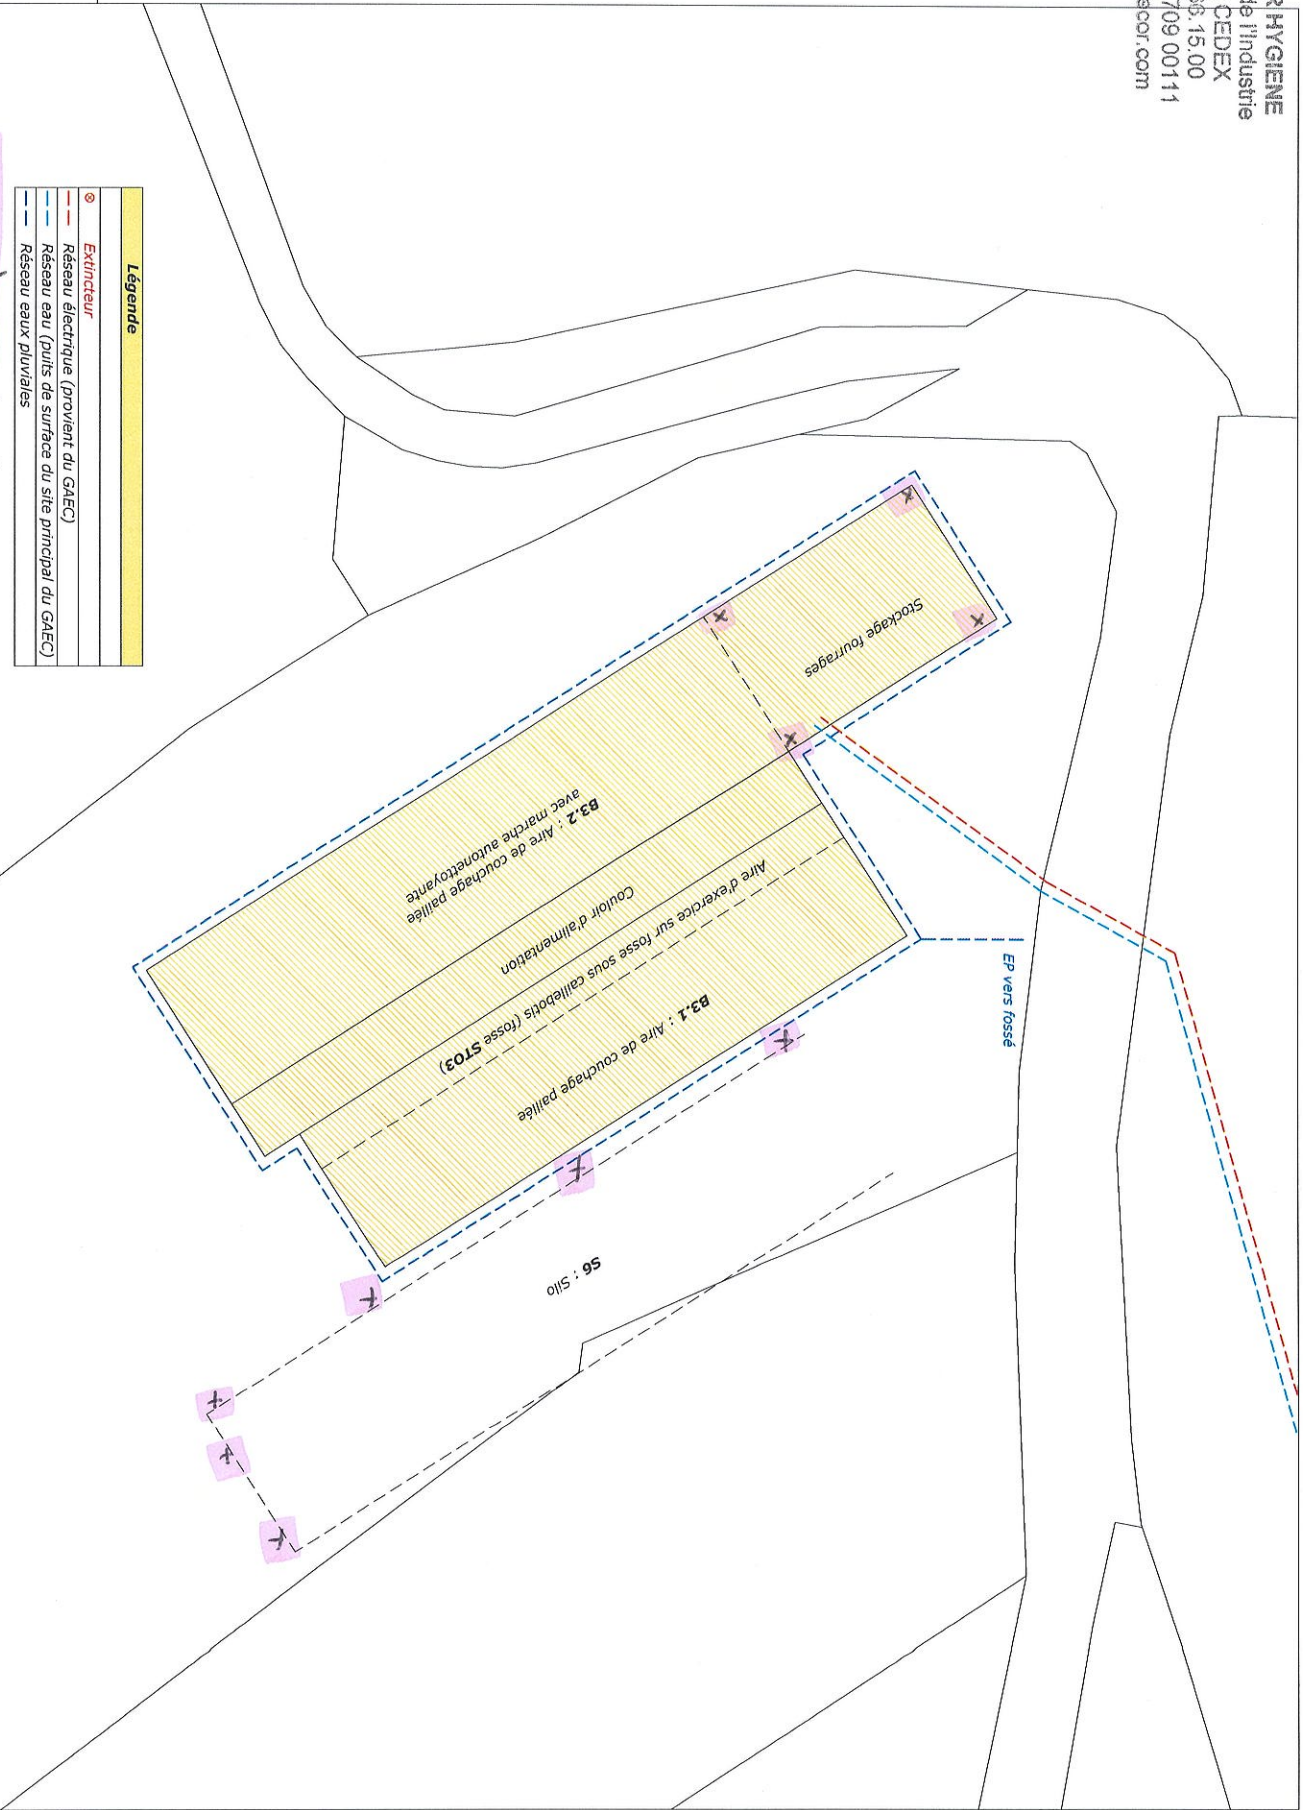 R HYGIENE
de l'Industrie
CEDEX
66.15.00
709 00111
ecor.com
Légende
Extincteur
Réseau électrique (provient du GAEC)
Réseau eau (puits de surface du site principal du GAEC)
Réseau eaux pluviales
Stockage fourrages
B3.2 : Aire de couchage paillée
avec marche autonettoyante
Couloir d'alimentation
Aire d'exercice sur fosse sous caillebotis (fosse STO3)
B3.1 : Aire de couchage paillée
EP vers fossé
S6 : Silo